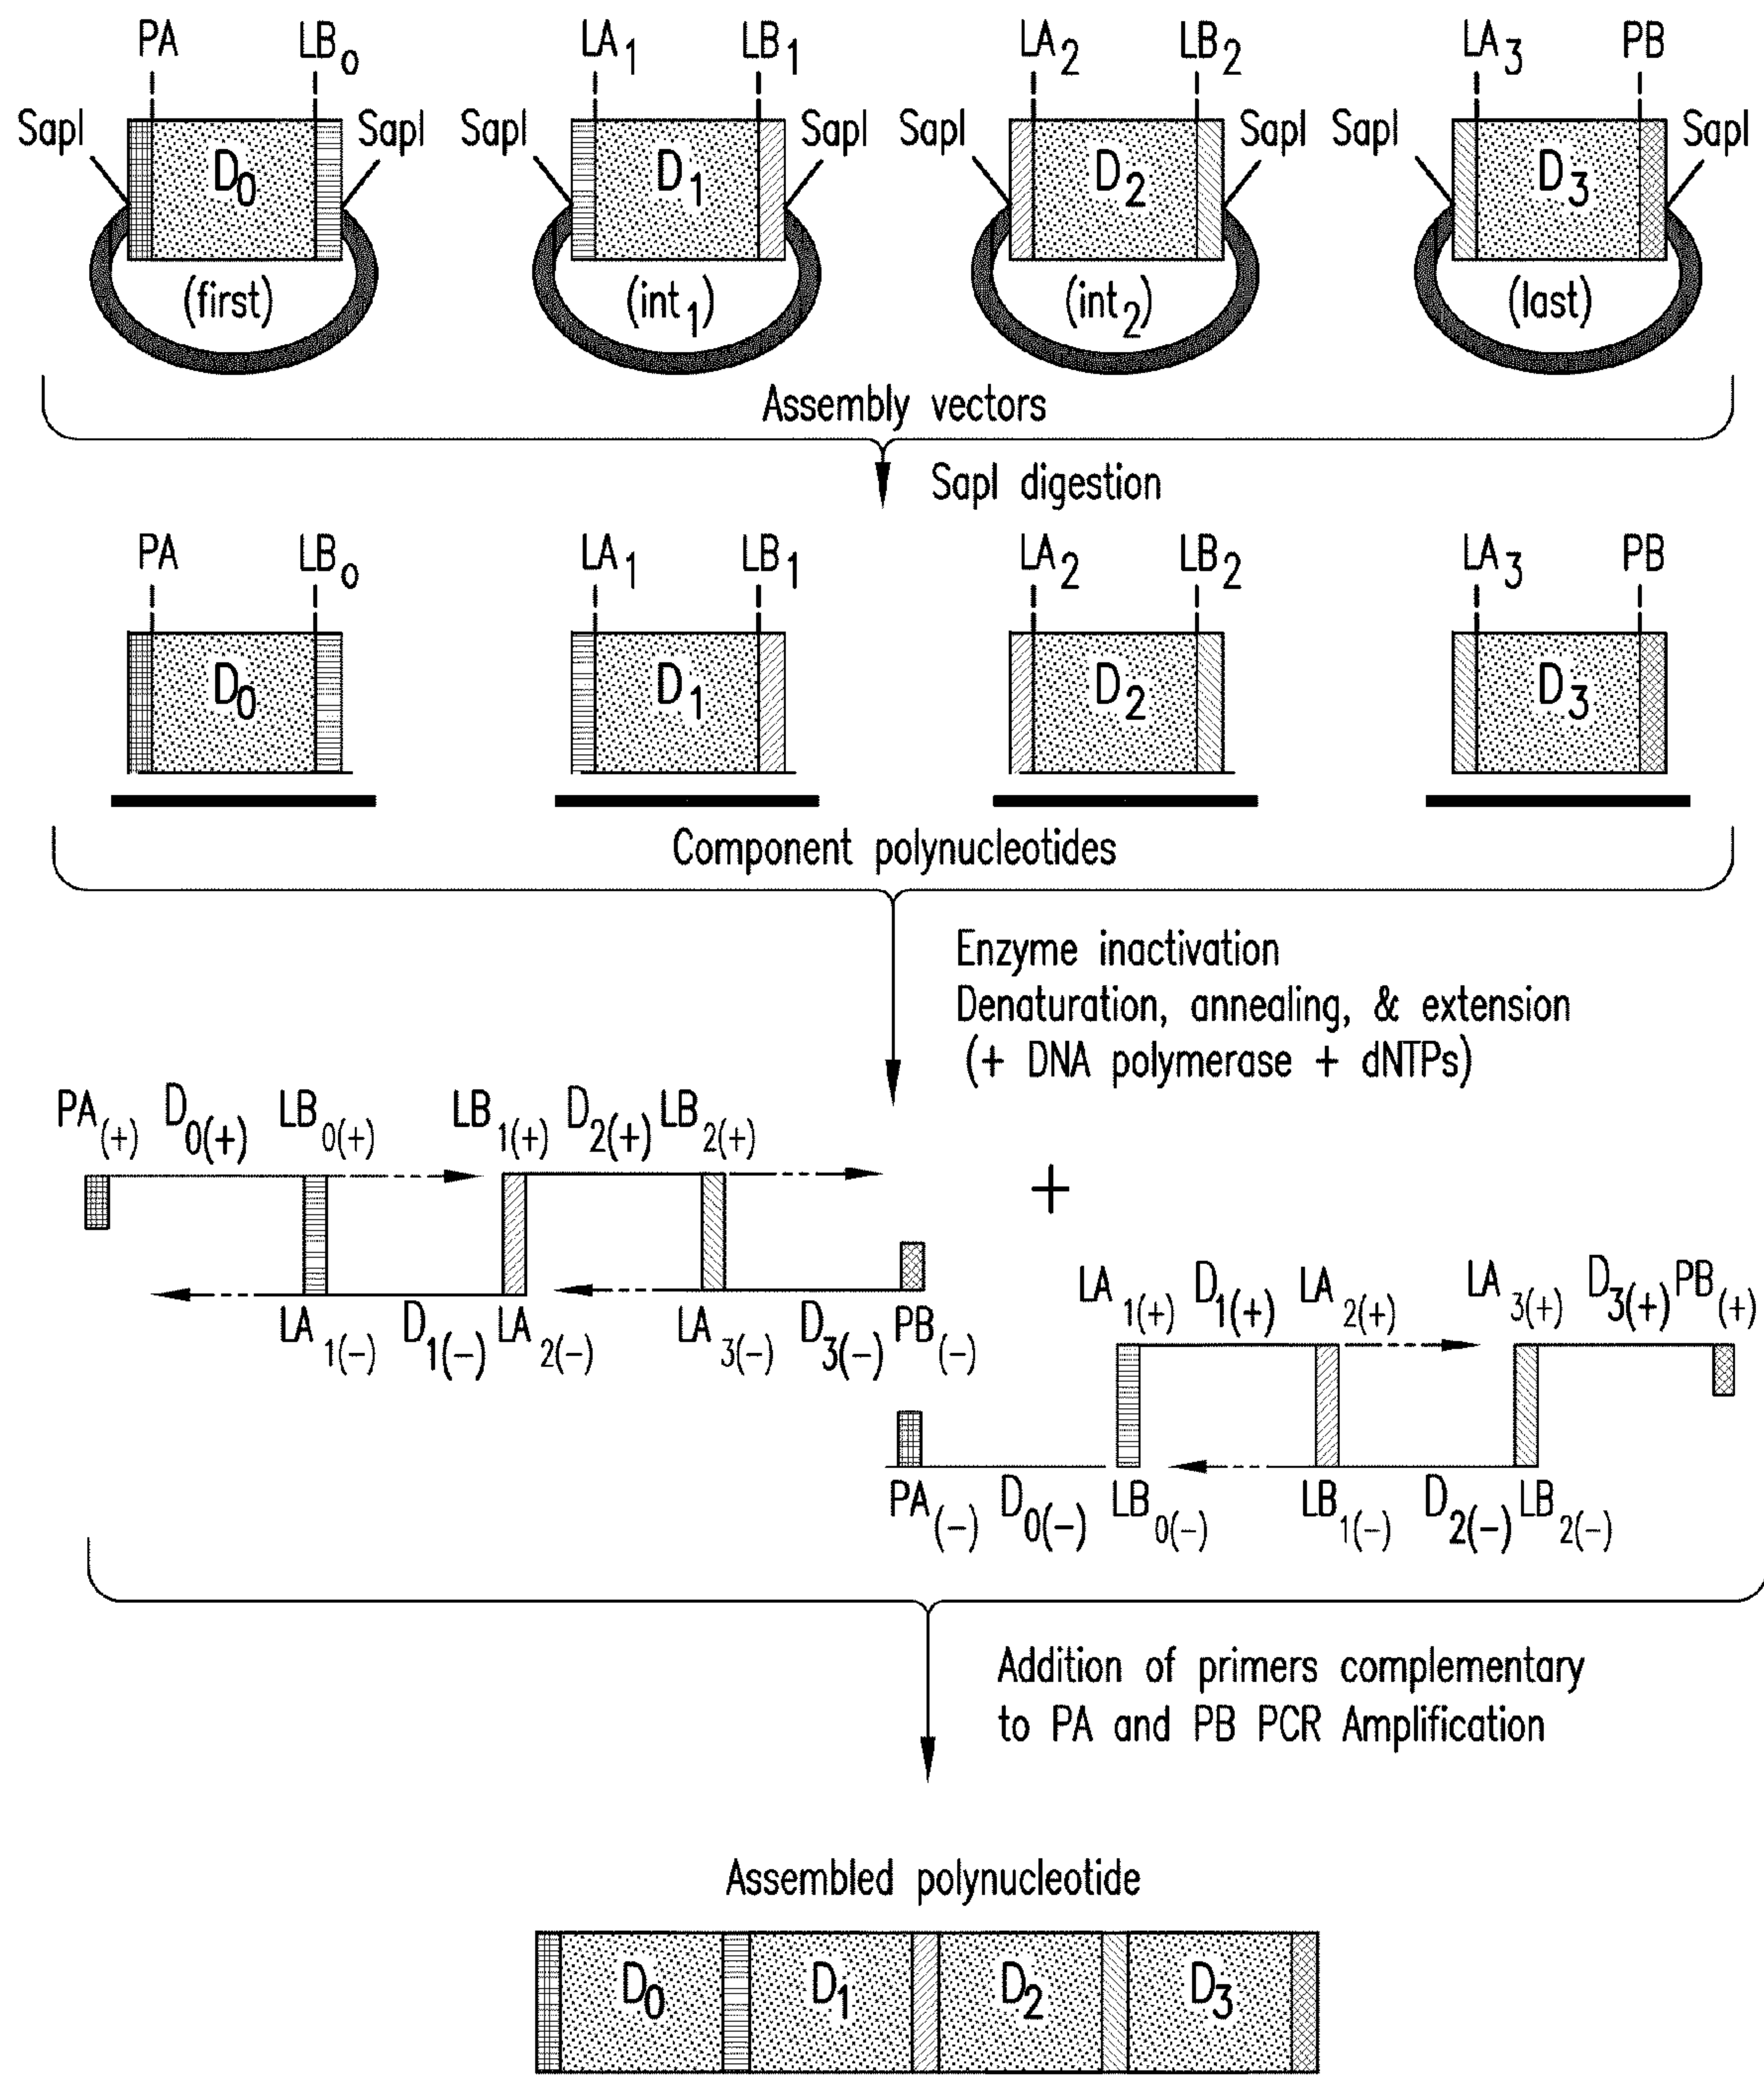 PA LB₀ LA₁ LB₁ LA₂ LB₂ LA₃ PB
SapI SapI SapI SapI SapI SapI SapI SapI
D₀ D₁ D₂ D₃
(first) (int₁) (int₂) (last)
Assembly vectors
SapI digestion
PA LB₀ LA₁ LB₁ LA₂ LB₂ LA₃ PB
D₀ D₁ D₂ D₃
Component polynucleotides
Enzyme inactivation
Denaturation, annealing, & extension
(+ DNA polymerase + dNTPs)
PA(+) D₀(+) LB₀(+) LB₁(+) D₂(+) LB₂(+)
+
LA₁(−) D₁(−) LA₂(−) LA₃(−) D₃(−) PB(−)
LA₁(+) D₁(+) LA₂(+) LA₃(+) D₃(+) PB(+)
PA(−) D₀(−) LB₀(−) LB₁(−) D₂(−) LB₂(−)
Addition of primers complementary
to PA and PB PCR Amplification
Assembled polynucleotide
D₀ D₁ D₂ D₃